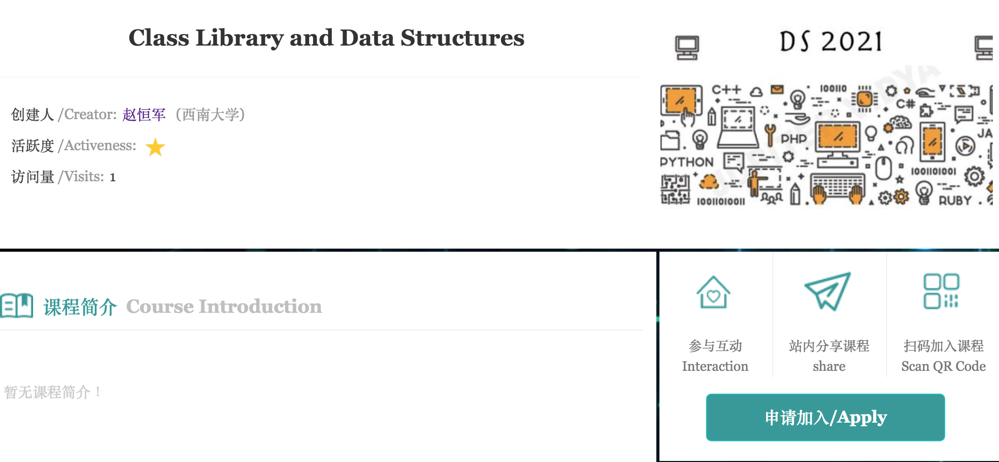 Class Library and Data Structures
创建人 /Creator: 赵恒军 (西南大学)
活跃度 /Activeness:
访问量 /Visits: 1
DS 2021
C++
100110
C#
PHP
JA
PYTHON
1001101001
10011010011
RUBY
课程简介 Course Introduction
暂无课程简介！
参与互动
Interaction
站内分享课程
share
扫码加入课程
Scan QR Code
申请加入/Apply